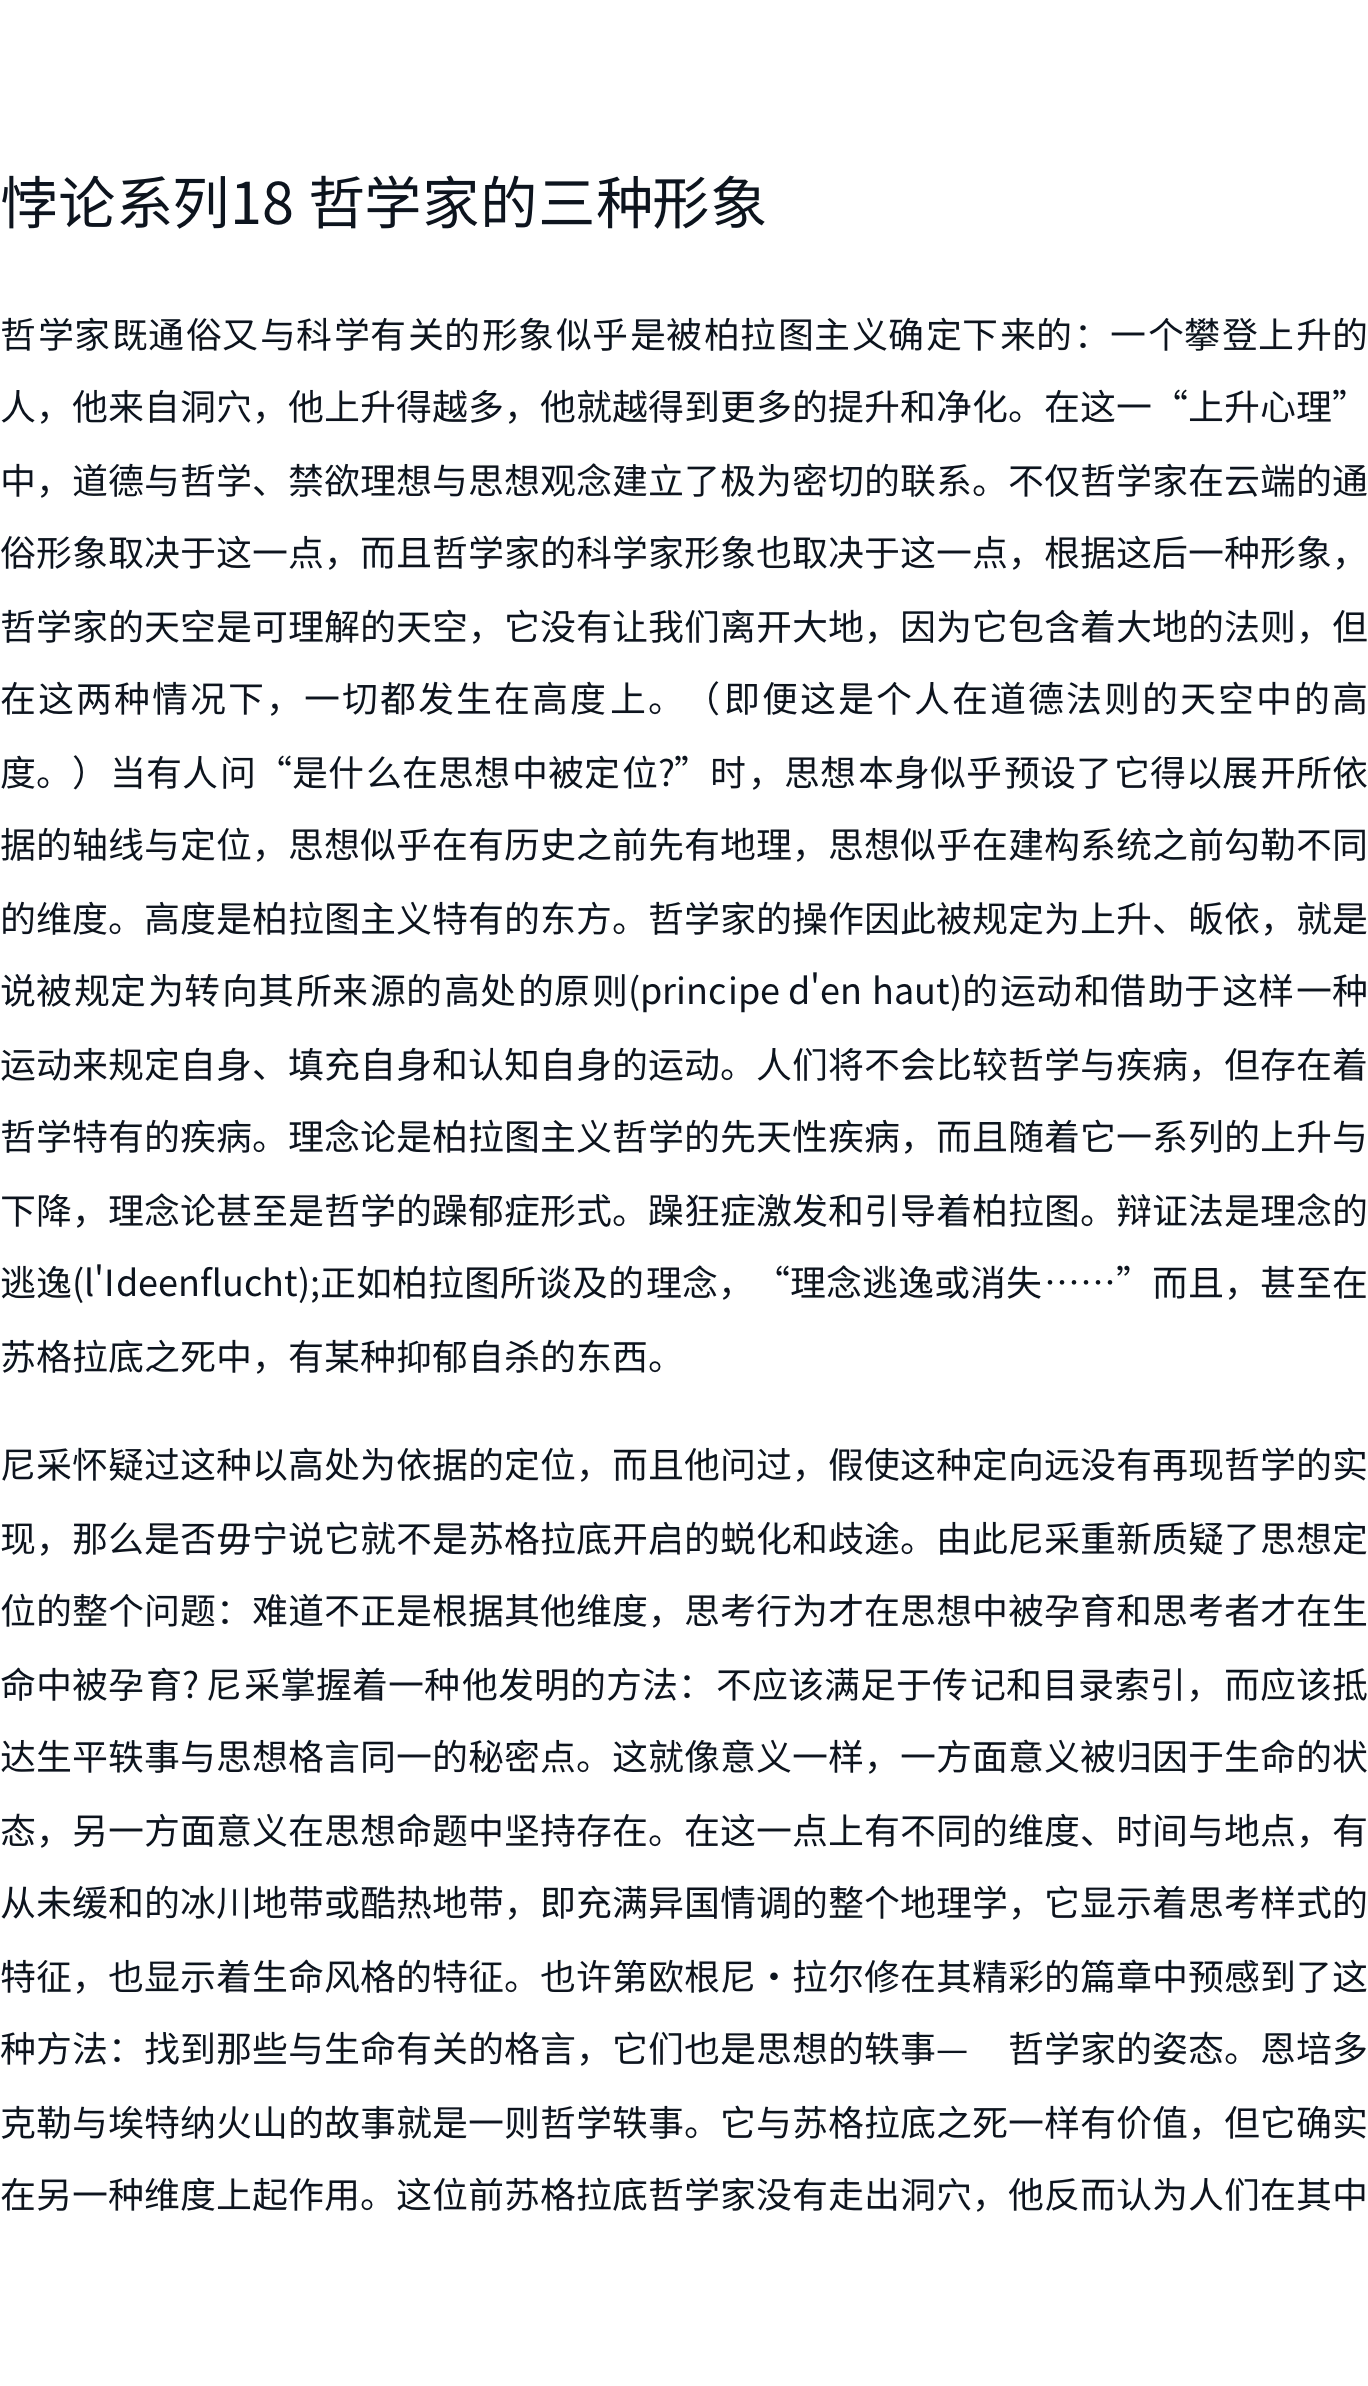 悖论系列18 哲学家的三种形象
哲学家既通俗又与科学有关的形象似乎是被柏拉图主义确定下来的：一个攀登上升的
人，他来自洞穴，他上升得越多，他就越得到更多的提升和净化。在这一“上升心理”
中，道德与哲学、禁欲理想与思想观念建立了极为密切的联系。不仅哲学家在云端的通
俗形象取决于这一点，而且哲学家的科学家形象也取决于这一点，根据这后一种形象，
哲学家的天空是可理解的天空，它没有让我们离开大地，因为它包含着大地的法则，但
在这两种情况下，一切都发生在高度上。（即便这是个人在道德法则的天空中的高
度。）当有人问“是什么在思想中被定位?”时，思想本身似乎预设了它得以展开所依
据的轴线与定位，思想似乎在有历史之前先有地理，思想似乎在建构系统之前勾勒不同
的维度。高度是柏拉图主义特有的东方。哲学家的操作因此被规定为上升、皈依，就是
说被规定为转向其所来源的高处的原则(principe d'en haut)的运动和借助于这样一种
运动来规定自身、填充自身和认知自身的运动。人们将不会比较哲学与疾病，但存在着
哲学特有的疾病。理念论是柏拉图主义哲学的先天性疾病，而且随着它一系列的上升与
下降，理念论甚至是哲学的躁郁症形式。躁狂症激发和引导着柏拉图。辩证法是理念的
逃逸(l'Ideenflucht);正如柏拉图所谈及的理念，“理念逃逸或消失……”而且，甚至在
苏格拉底之死中，有某种抑郁自杀的东西。
尼采怀疑过这种以高处为依据的定位，而且他问过，假使这种定向远没有再现哲学的实
现，那么是否毋宁说它就不是苏格拉底开启的蜕化和歧途。由此尼采重新质疑了思想定
位的整个问题：难道不正是根据其他维度，思考行为才在思想中被孕育和思考者才在生
命中被孕育? 尼采掌握着一种他发明的方法：不应该满足于传记和目录索引，而应该抵
达生平轶事与思想格言同一的秘密点。这就像意义一样，一方面意义被归因于生命的状
态，另一方面意义在思想命题中坚持存在。在这一点上有不同的维度、时间与地点，有
从未缓和的冰川地带或酷热地带，即充满异国情调的整个地理学，它显示着思考样式的
特征，也显示着生命风格的特征。也许第欧根尼·拉尔修在其精彩的篇章中预感到了这
种方法：找到那些与生命有关的格言，它们也是思想的轶事—　哲学家的姿态。恩培多
克勒与埃特纳火山的故事就是一则哲学轶事。它与苏格拉底之死一样有价值，但它确实
在另一种维度上起作用。这位前苏格拉底哲学家没有走出洞穴，他反而认为人们在其中